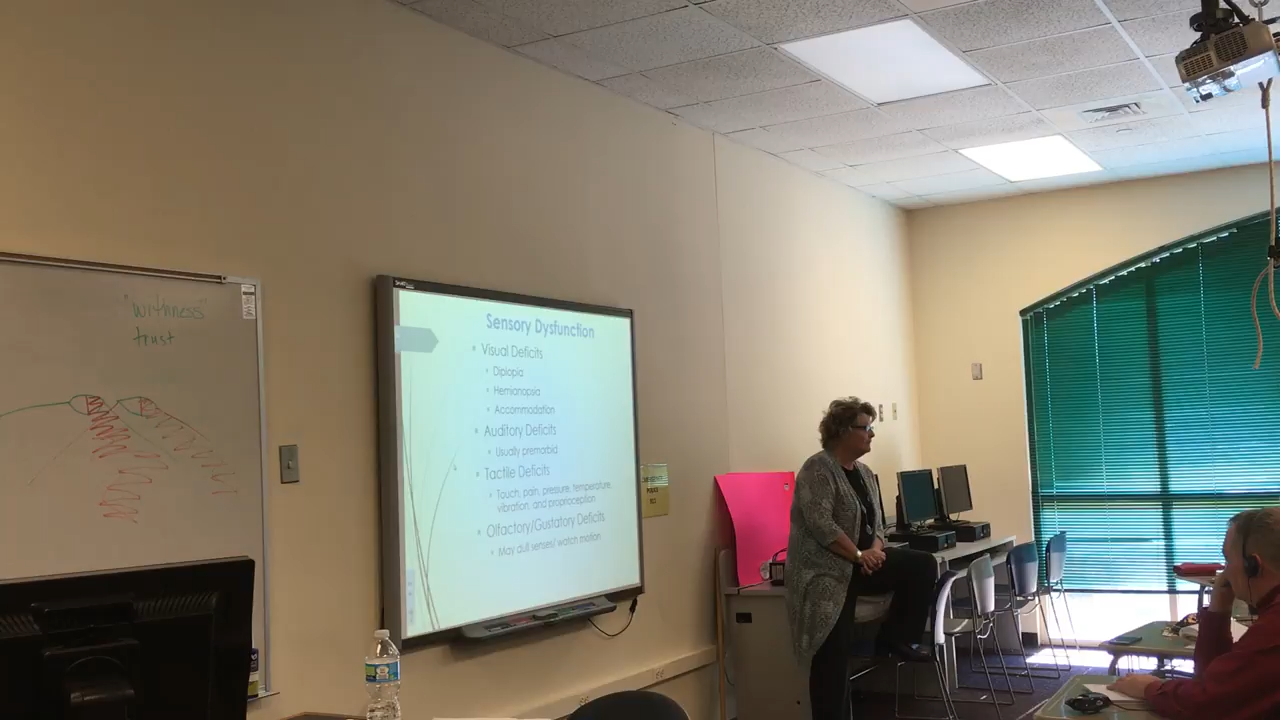 "withness"
trust
Sensory Dysfunction
Visual Deficits
Diplopia
Hemianopsia
Accommodation
Auditory Deficits
Usually premorbid
Tactile Deficits
Touch, pain, pressure, temperature,
vibration, and proprioception
Olfactory/Gustatory Deficits
May dull senses/ watch motion